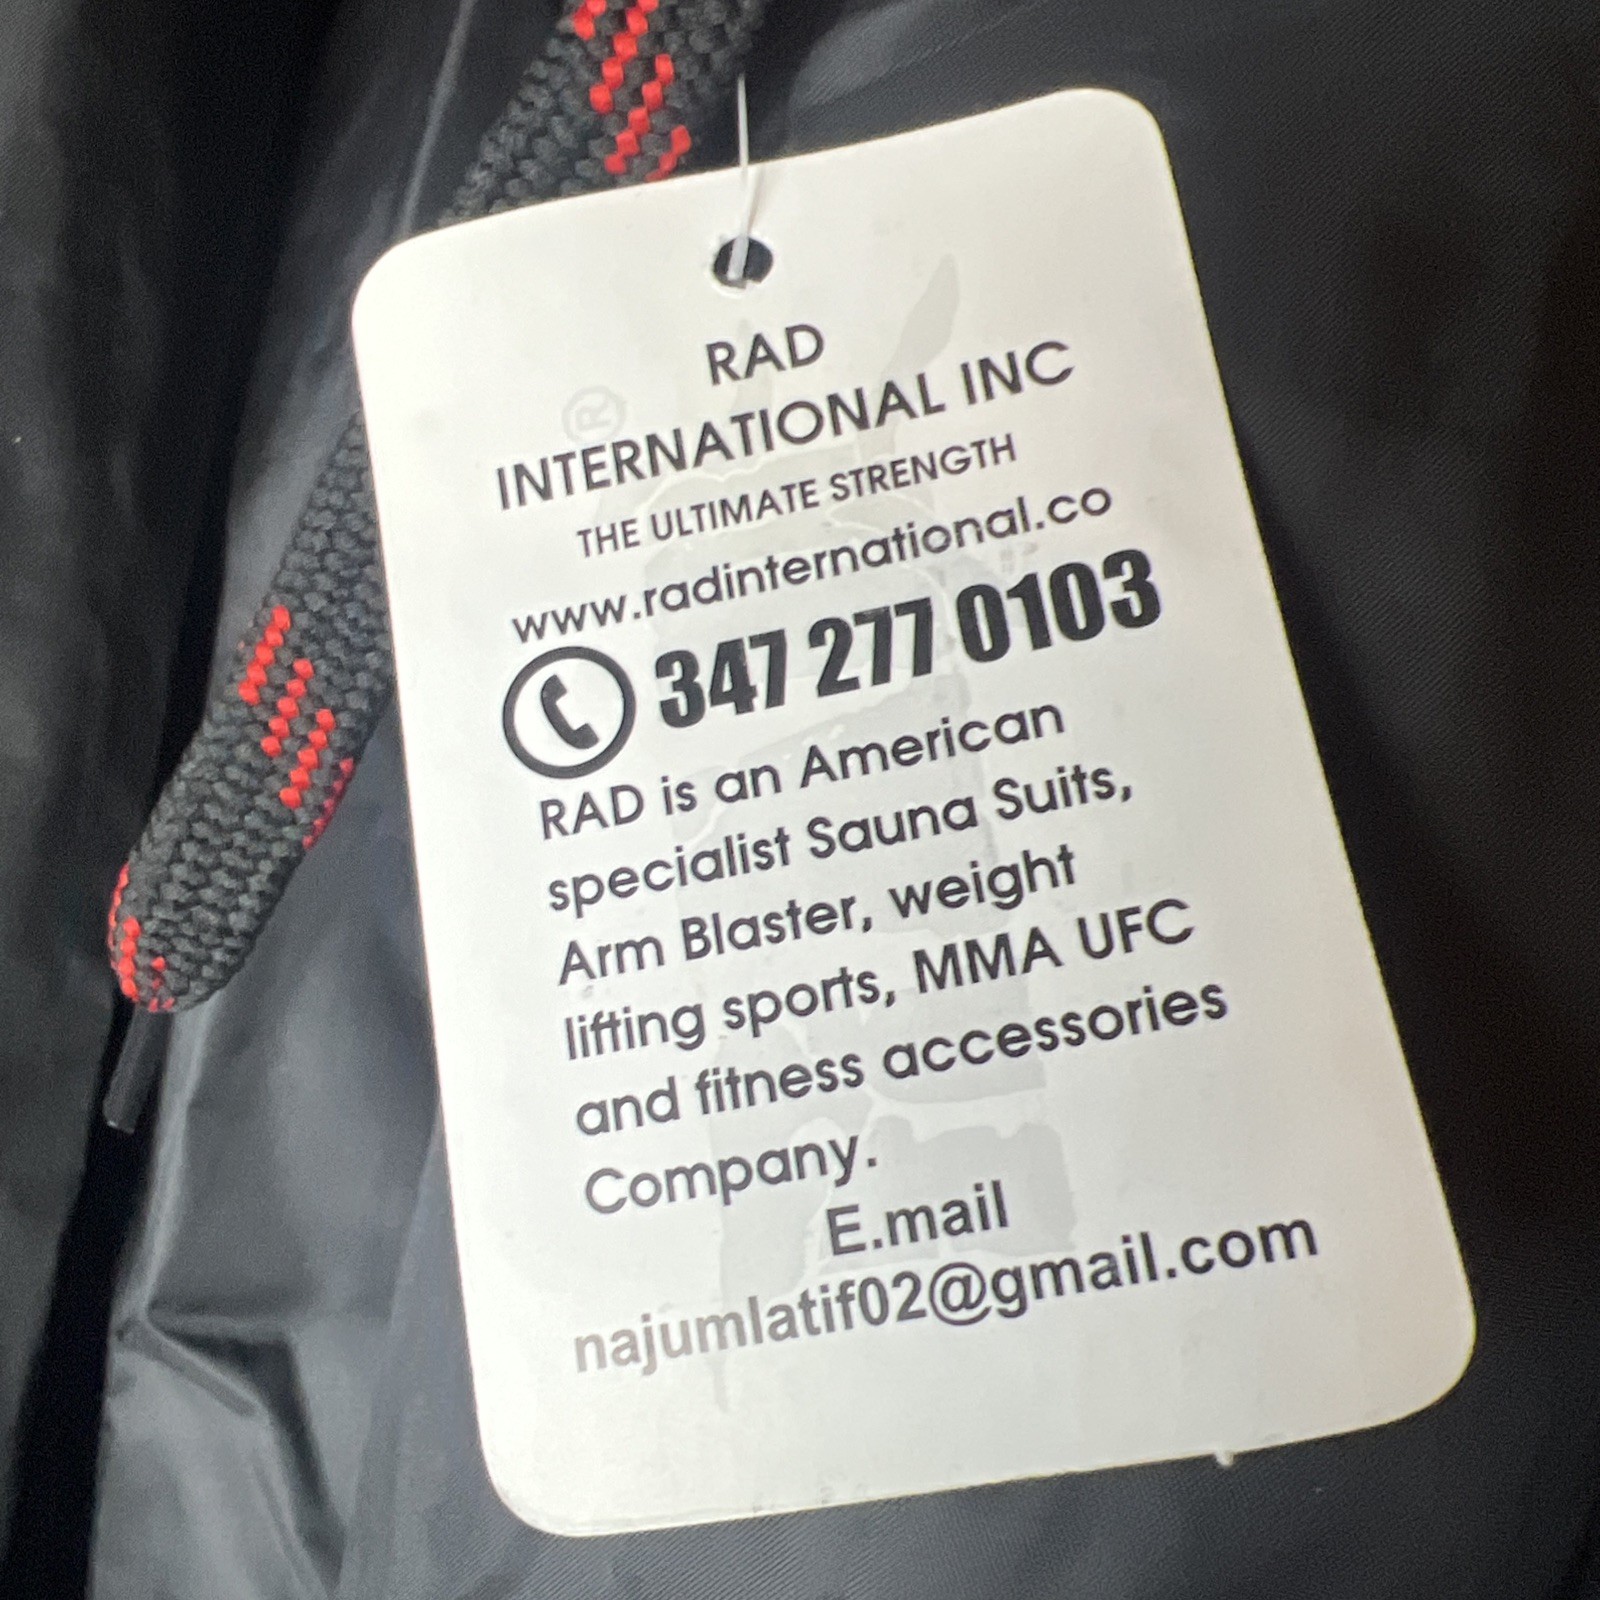 RAD
INTERNATIONAL INC
THE ULTIMATE STRENGTH
www.radinternational.co
347 277 0103
RAD is an American
specialist Sauna Suits,
Arm Blaster, weight
lifting sports, MMA UFC
and fitness accessories
Company.
E.mail
najumlatif02@gmail.com